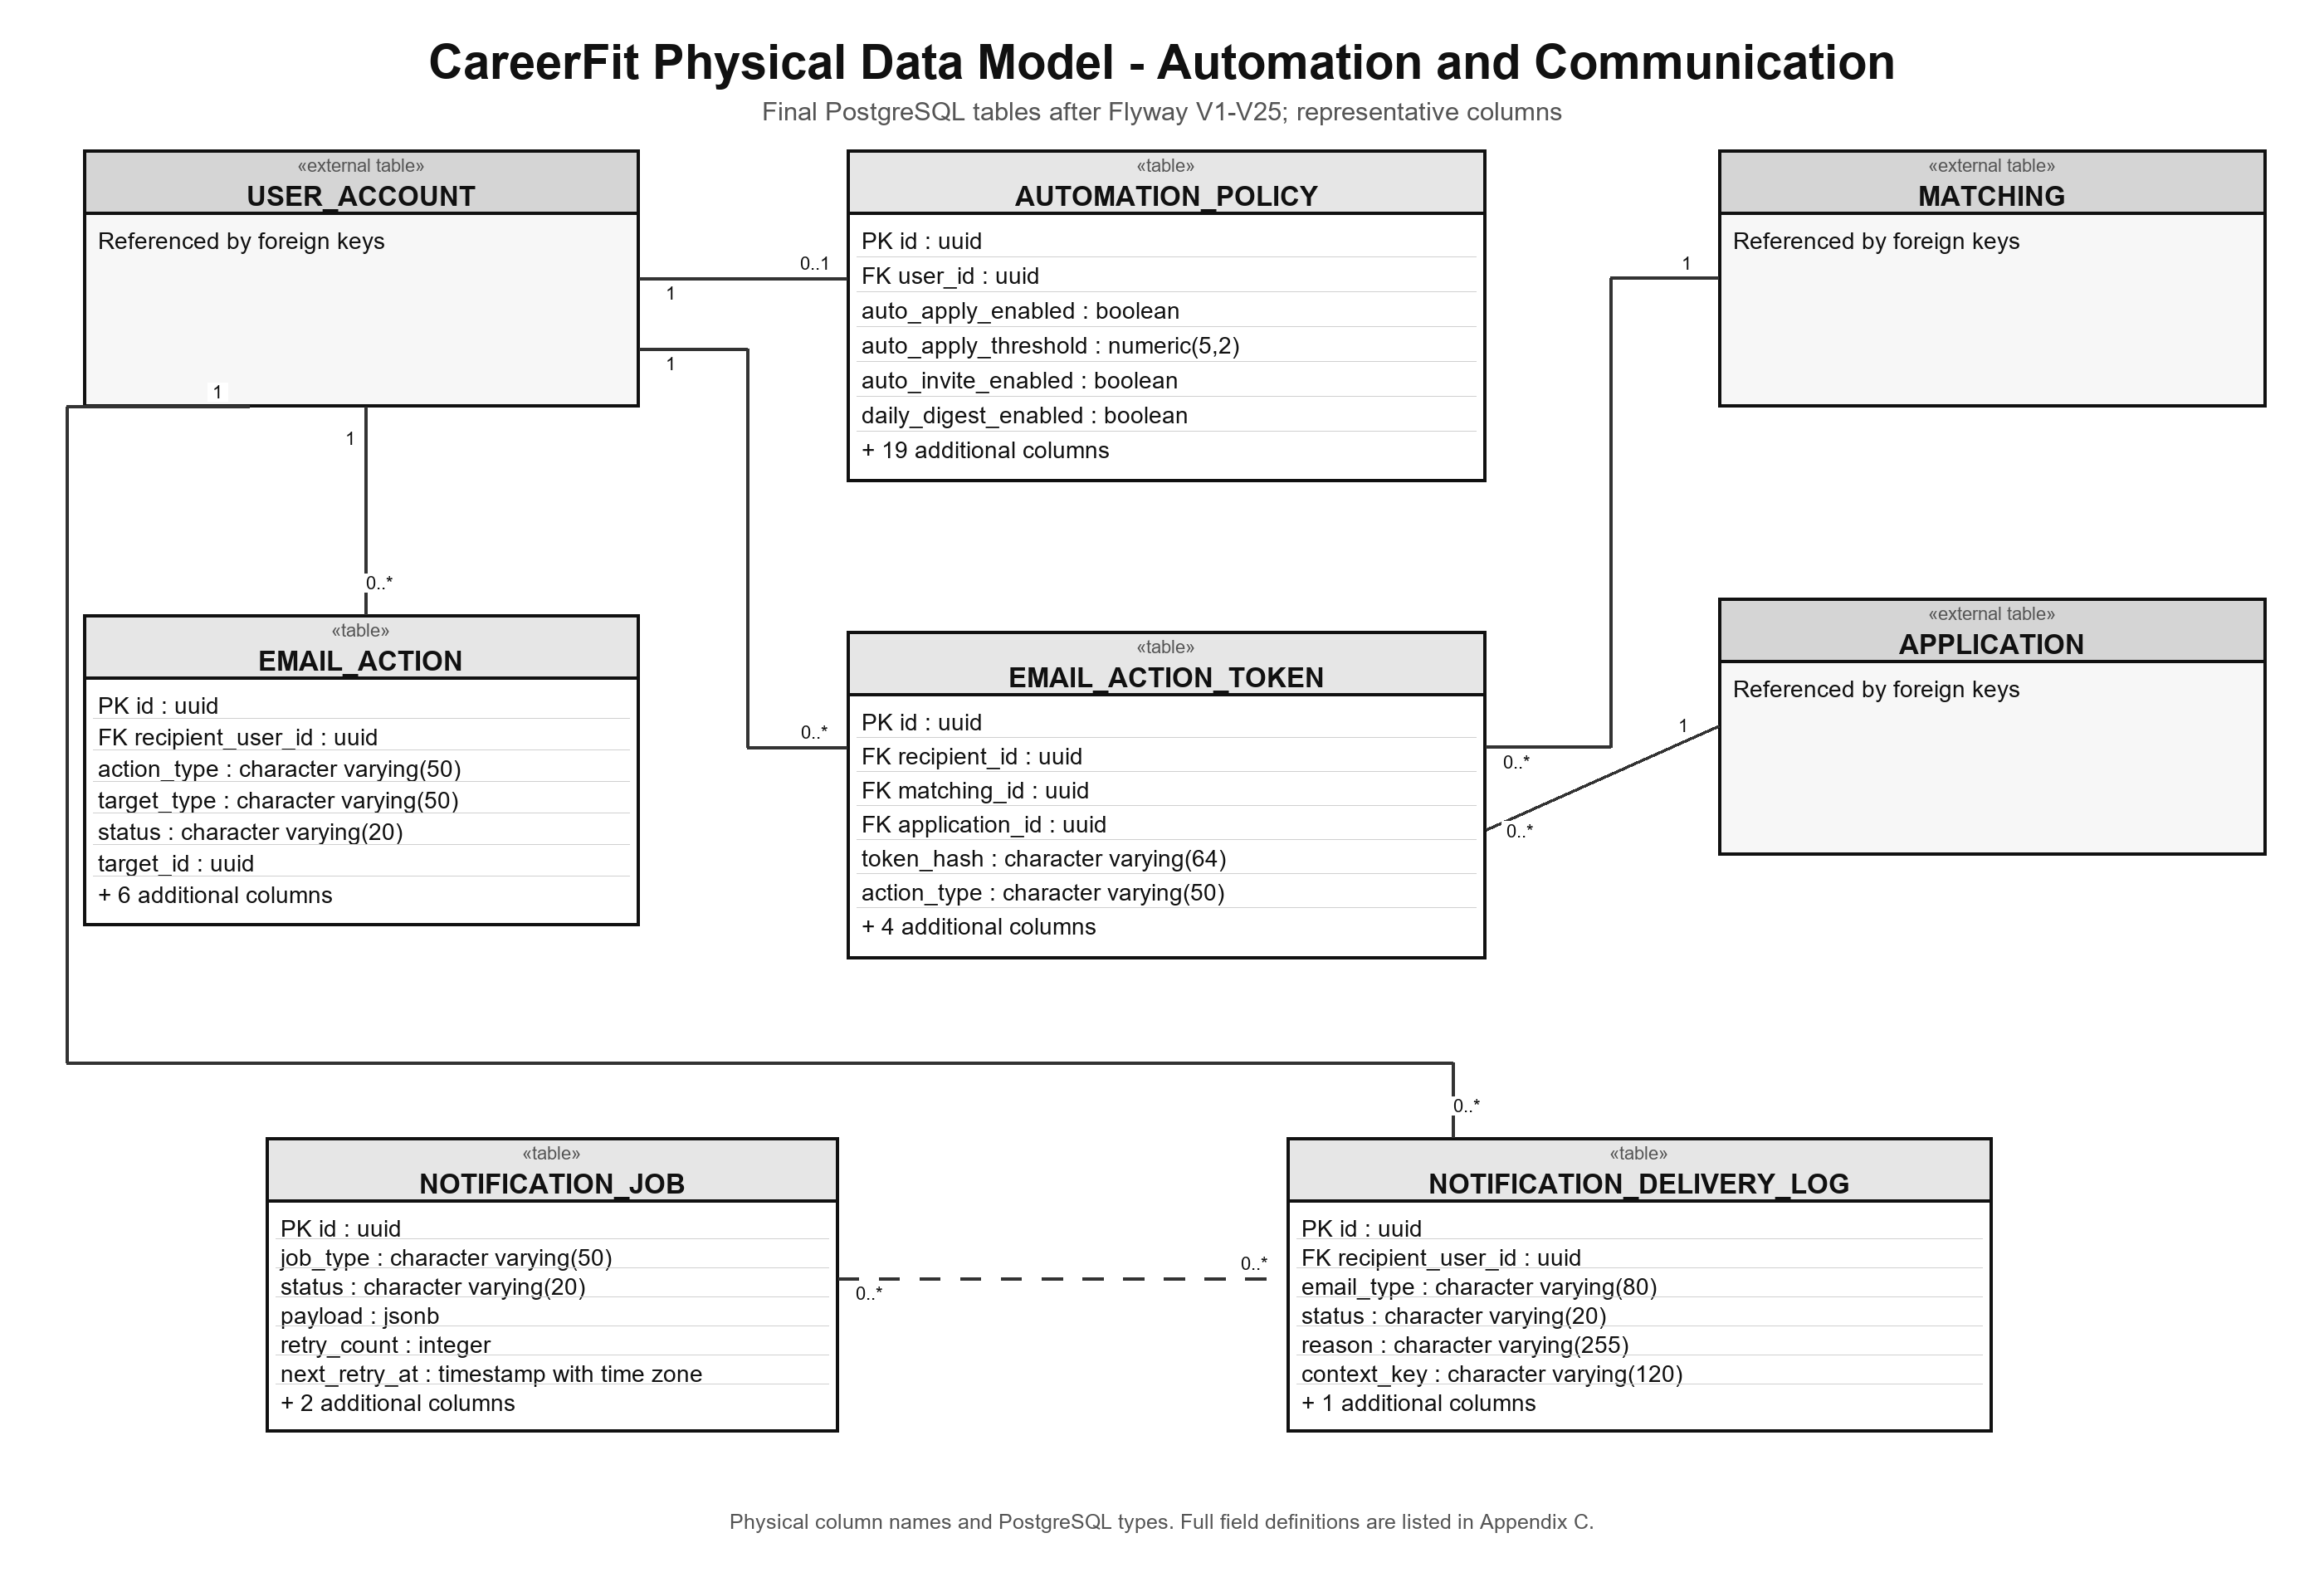 CareerFit Physical Data Model - Automation and Communication
Final PostgreSQL tables after Flyway V1-V25; representative columns
«external table»
USER_ACCOUNT
Referenced by foreign keys
«table»
AUTOMATION_POLICY
PK id : uuid
FK user_id : uuid
auto_apply_enabled : boolean
auto_apply_threshold : numeric(5,2)
auto_invite_enabled : boolean
daily_digest_enabled : boolean
+ 19 additional columns
«external table»
MATCHING
Referenced by foreign keys
0..1
1
1
1
1
1
0..*
«table»
EMAIL_ACTION
PK id : uuid
FK recipient_user_id : uuid
action_type : character varying(50)
target_type : character varying(50)
status : character varying(20)
target_id : uuid
+ 6 additional columns
0..*
«table»
EMAIL_ACTION_TOKEN
PK id : uuid
FK recipient_id : uuid
FK matching_id : uuid
FK application_id : uuid
token_hash : character varying(64)
action_type : character varying(50)
+ 4 additional columns
0..*
1
0..*
«external table»
APPLICATION
Referenced by foreign keys
0..*
«table»
NOTIFICATION_JOB
PK id : uuid
job_type : character varying(50)
status : character varying(20)
payload : jsonb
retry_count : integer
next_retry_at : timestamp with time zone
+ 2 additional columns
0..*
0..*
«table»
NOTIFICATION_DELIVERY_LOG
PK id : uuid
FK recipient_user_id : uuid
email_type : character varying(80)
status : character varying(20)
reason : character varying(255)
context_key : character varying(120)
+ 1 additional columns
Physical column names and PostgreSQL types. Full field definitions are listed in Appendix C.